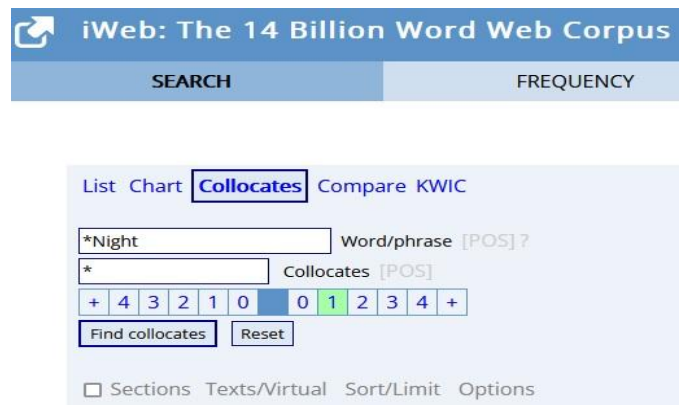 iWeb: The 14 Billion Word Web Corpus
SEARCH FREQUENCY
List Chart Collocates Compare KWIC
*Night Word/phrase [POS] ?
* Collocates [POS]
+ 4 3 2 1 0 0 1 2 3 4 +
Find collocates Reset
Sections Texts/Virtual Sort/Limit Options